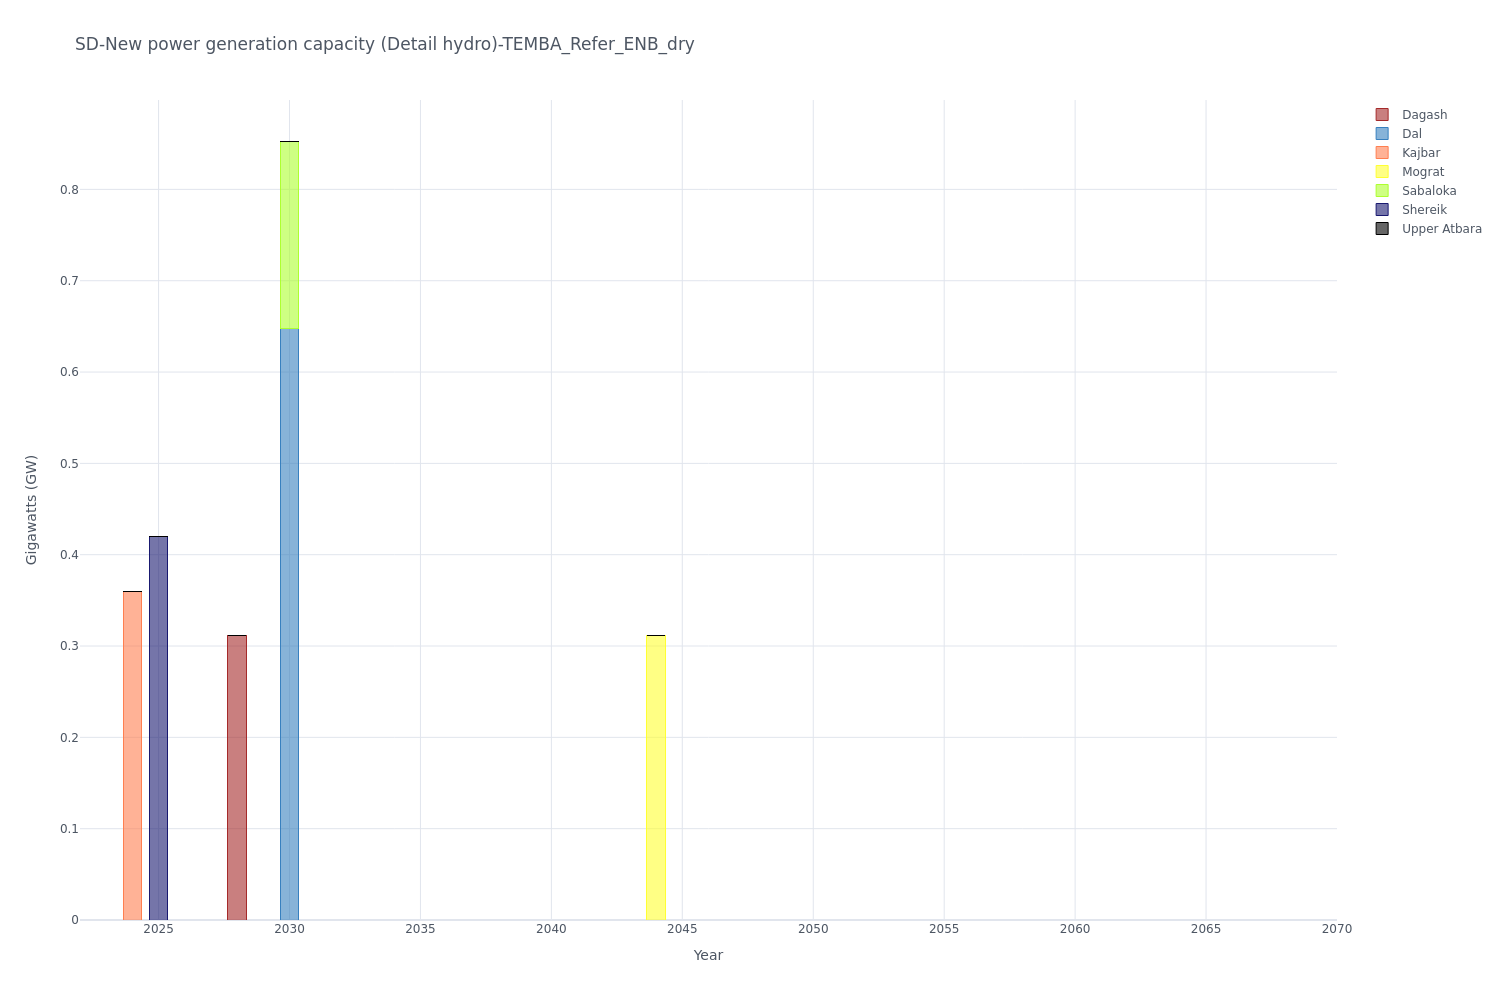 SD-New power generation capacity (Detail hydro)-TEMBA_Refer_ENB_dry
Dagash
Dal
Kajbar
Mograt
Sabaloka
Shereik
Upper Atbara
Gigawatts (GW)
0.8
0.7
0.6
0.5
0.4
0.3
0.2
0.1
0
2025 2030 2035 2040 2045 2050 2055 2060 2065 2070
Year